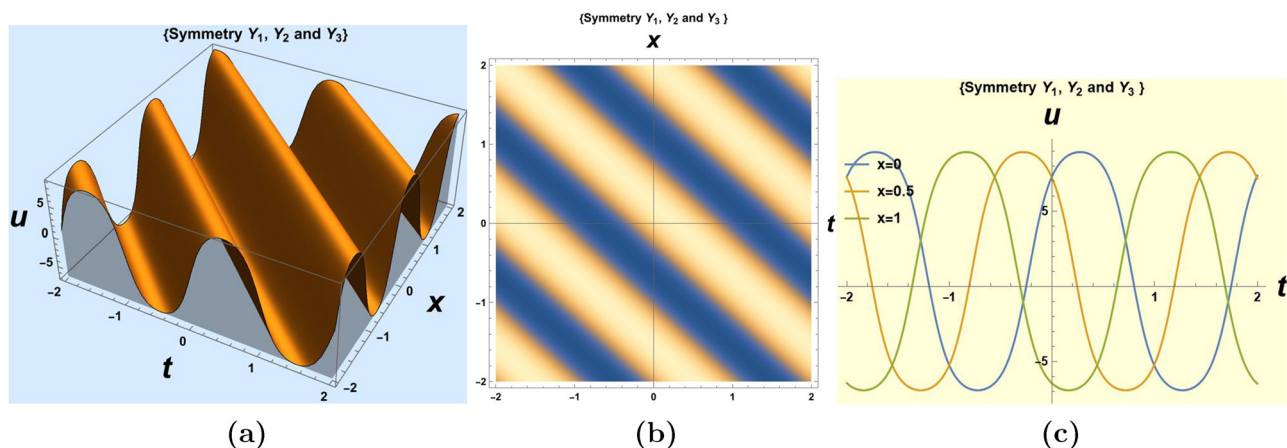 {Symmetry Y₁, Y₂ and Y₃}
u
5
0
−5
−2
−1
0
1
2
t
−2
−1
0
1
2
x
(a)
{Symmetry Y₁, Y₂ and Y₃ }
x
2
1
0
−1
−2
−2
−1
0
1
2
t
(b)
{Symmetry Y₁, Y₂ and Y₃ }
u
x=0
x=0.5
x=1
5
−5
−2
−1
1
2
t
(c)